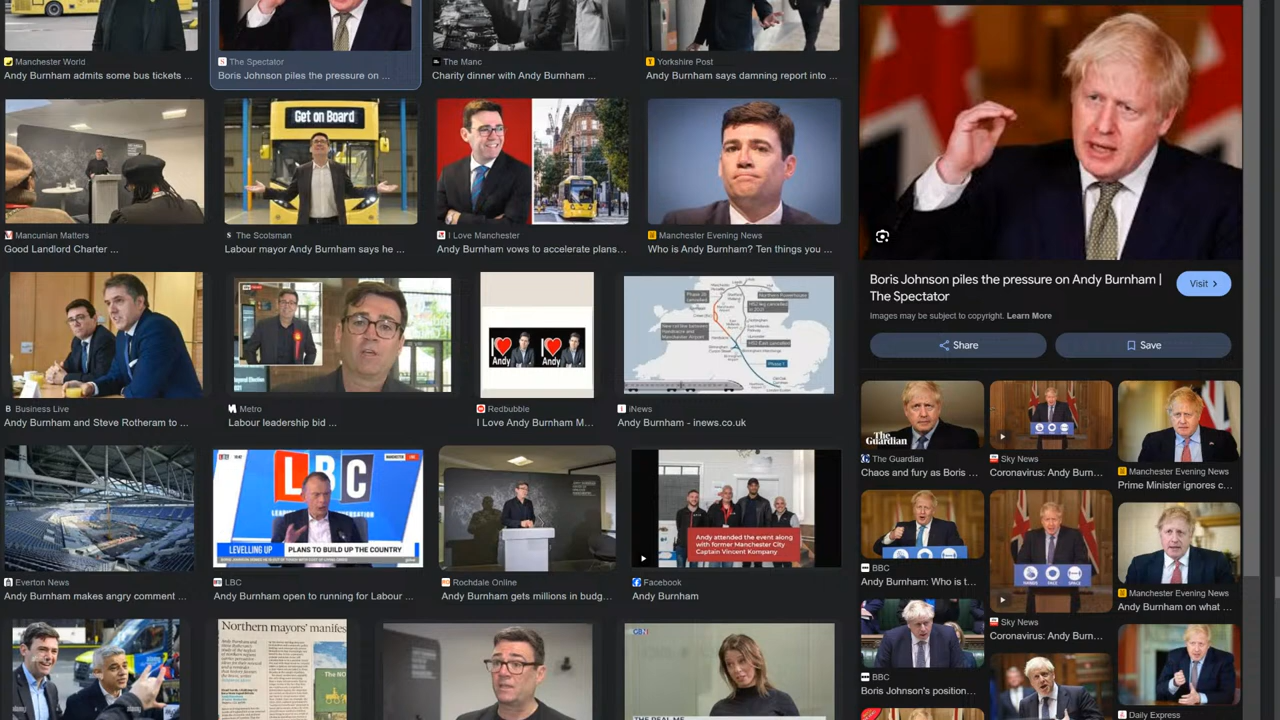 Manchester World
Andy Burnham admits some bus tickets ...
The Spectator
Boris Johnson piles the pressure on ...
The Manc
Charity dinner with Andy Burnham ...
Yorkshire Post
Andy Burnham says damning report into ...
Mancunian Matters
Good Landlord Charter ...
Get on Board
The Scotsman
Labour mayor Andy Burnham says he ...
I Love Manchester
Andy Burnham vows to accelerate plans...
Manchester Evening News
Who is Andy Burnham? Ten things you ...
Business Live
Andy Burnham and Steve Rotheram to ...
Metro
Labour leadership bid ...
I
Andy
I
Andy
Redbubble
I Love Andy Burnham M...
iNews
Andy Burnham - inews.co.uk
Everton News
Andy Burnham makes angry comment ...
LBC
LEVELLING UP
PLANS TO BUILD UP THE COUNTRY
LBC
Andy Burnham open to running for Labour ...
Rochdale Online
Andy Burnham gets millions in budg...
Andy attended the event along
with former Manchester City
Captain Vincent Kompany
Facebook
Andy Burnham
Northern mayors' manifes
GBN
THE REAL ME
Boris Johnson piles the pressure on Andy Burnham |
The Spectator
Visit
Images may be subject to copyright. Learn More
Share
Save
The
Guardian
The Guardian
Chaos and fury as Boris ...
Sky News
Coronavirus: Andy Burn...
Manchester Evening News
Prime Minister ignores c...
BBC
Andy Burnham: Who is t...
HANDS FACE SPACE
Sky News
Coronavirus: Andy Burn...
Manchester Evening News
Andy Burnham on what ...
BBC
Boris Johnson's position...
Daily Express